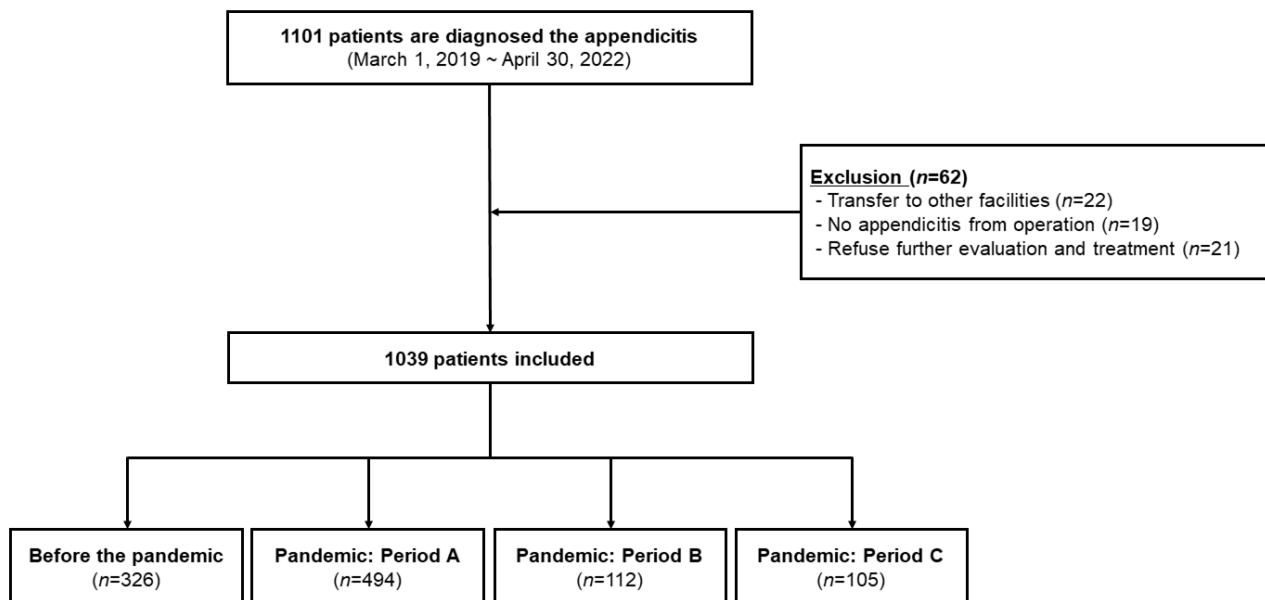 1101 patients are diagnosed the appendicitis
(March 1, 2019 ~ April 30, 2022)
Exclusion (n=62)
- Transfer to other facilities (n=22)
- No appendicitis from operation (n=19)
- Refuse further evaluation and treatment (n=21)
1039 patients included
Before the pandemic
(n=326)
Pandemic: Period A
(n=494)
Pandemic: Period B
(n=112)
Pandemic: Period C
(n=105)